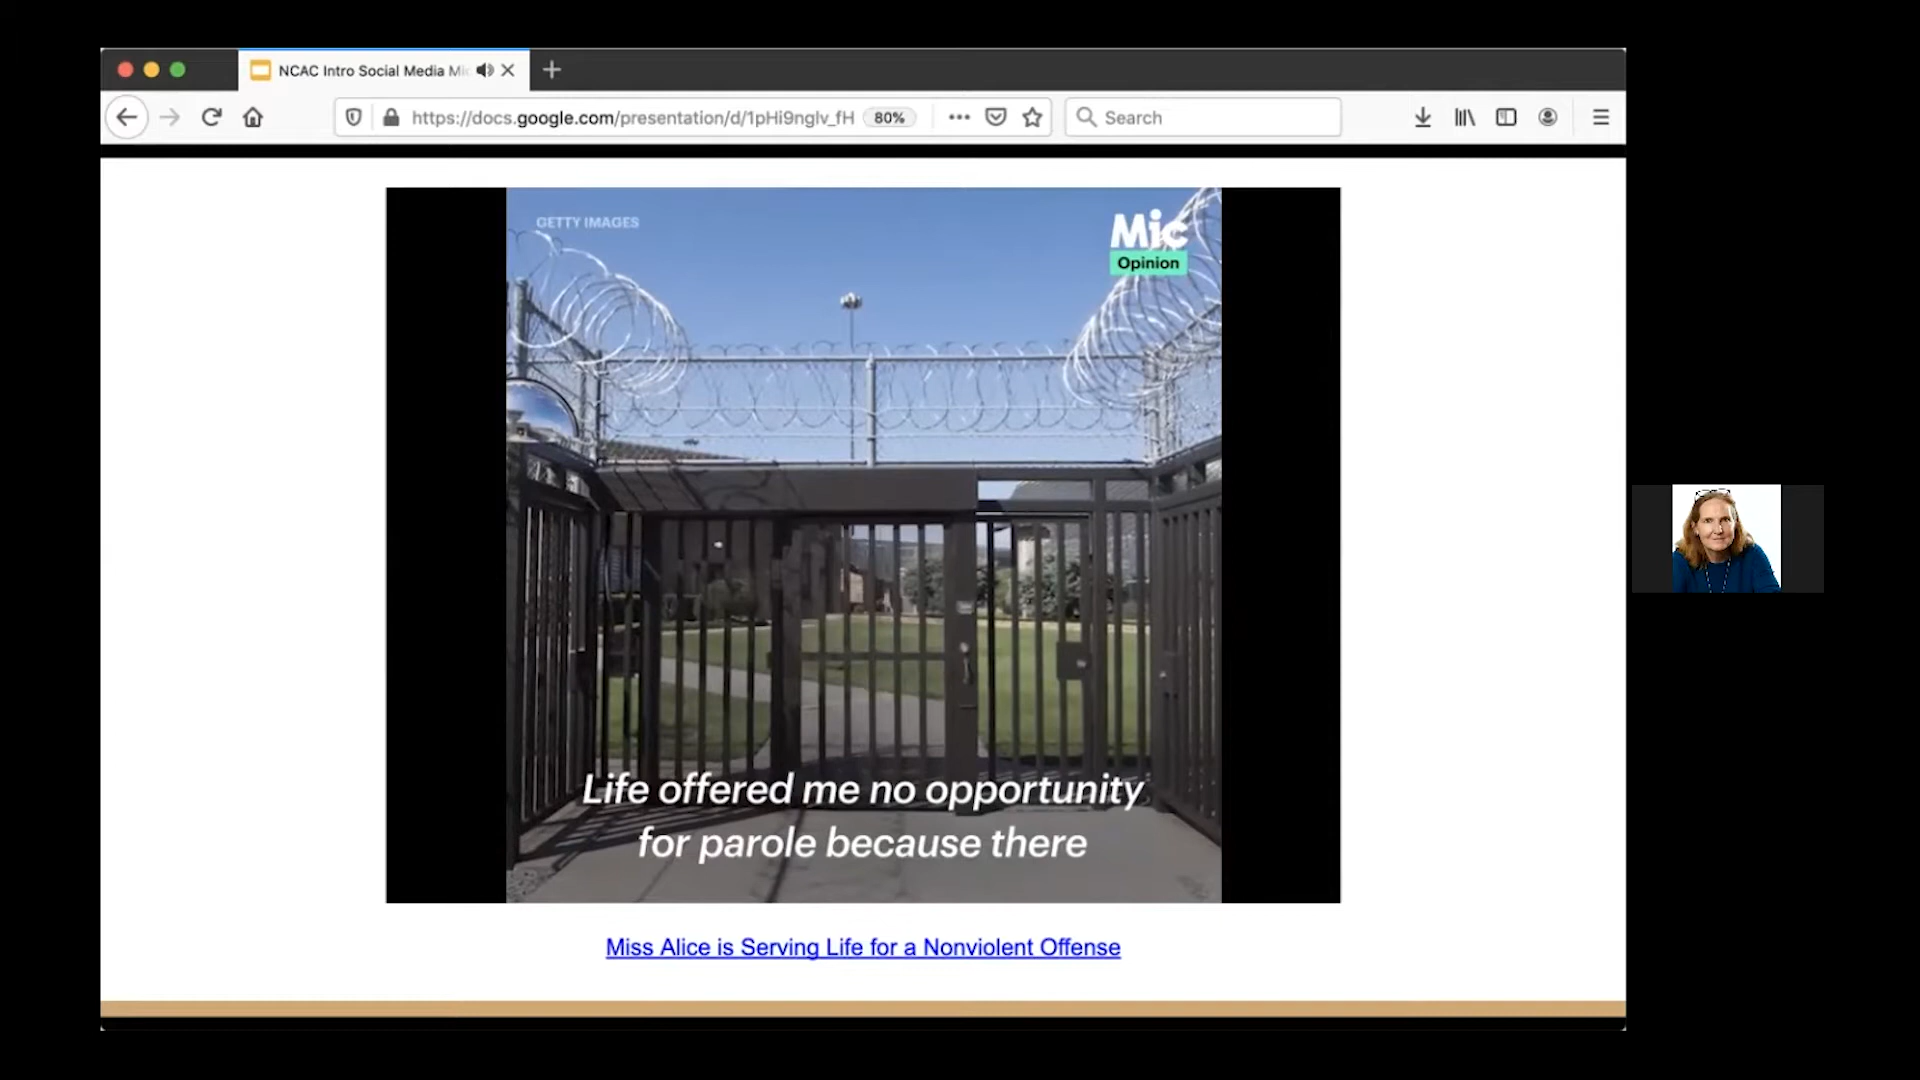 NCAC Intro Social Media Mic
https://docs.google.com/presentation/d/1pHi9nglv_fH
80%
Search
GETTY IMAGES
Mic
Opinion
Life offered me no opportunity
for parole because there
Miss Alice is Serving Life for a Nonviolent Offense